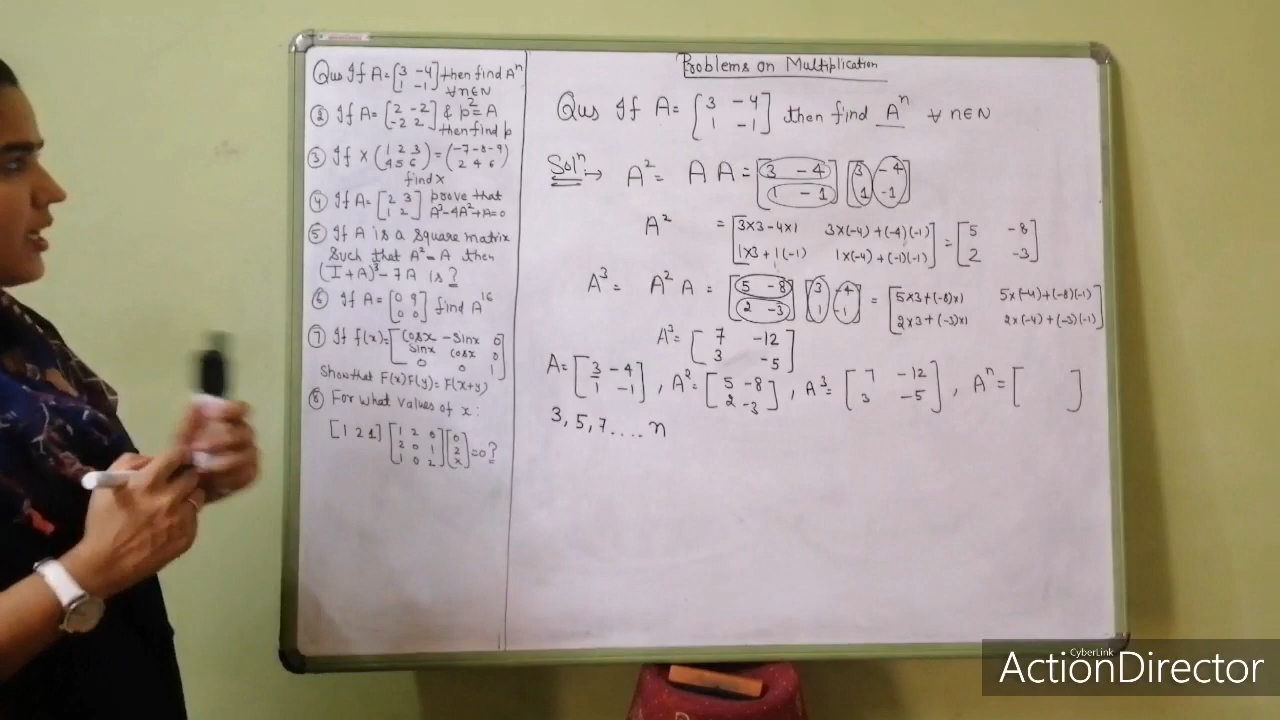 Qus If A = [3 -4] then find Aⁿ
[1 -1] ∀ n∈N
② If A = [2 -2] & p² = A
[-2 2] then find p
③ If X (1 2 3) = (-7 -8 -9)
(4 5 6) (2 4 6)
find x
④ If A = [2 3] prove that
[1 2] A³-4A²+A=0
⑤ If A is a square matrix
Such that A² = A then
(I+A)³ - 7A is ?
⑥ If A = [0 9] find A¹⁶
[0 0]
⑦ If f(x) = [cosx -sinx 0]
[sinx cosx 0]
[0 0 1]
Show that F(x)F(y) = F(x+y)
⑧ For what values of x:
[1 2 1] [1 2 0] [0]
[2 0 1] [2] = 0?
[1 0 2] [x]
Problems on Multiplication
Qus If A = [3 -4] then find Aⁿ ∀ n∈N
[1 -1]
Solⁿ → A² = A A = [3 -4] [3 -4]
[1 -1] [1 -1]
A² = [3×3-4×1 3×(-4)+(-4)(-1)] = [5 -8]
[1×3+1(-1) 1×(-4)+(-1)(-1)] [2 -3]
A³ = A² A = [5 -8] [3 -4] = [5×3+(-8)×1 5×(-4)+(-8)(-1)]
[2 -3] [1 -1] [2×3+(-3)×1 2×(-4)+(-3)(-1)]
A³ = [7 -12]
[3 -5]
A = [3 -4], A² = [5 -8], A³ = [7 -12], Aⁿ = [ ]
[1 -1] [2 -3] [3 -5]
3, 5, 7 .... n
CyberLink
ActionDirector